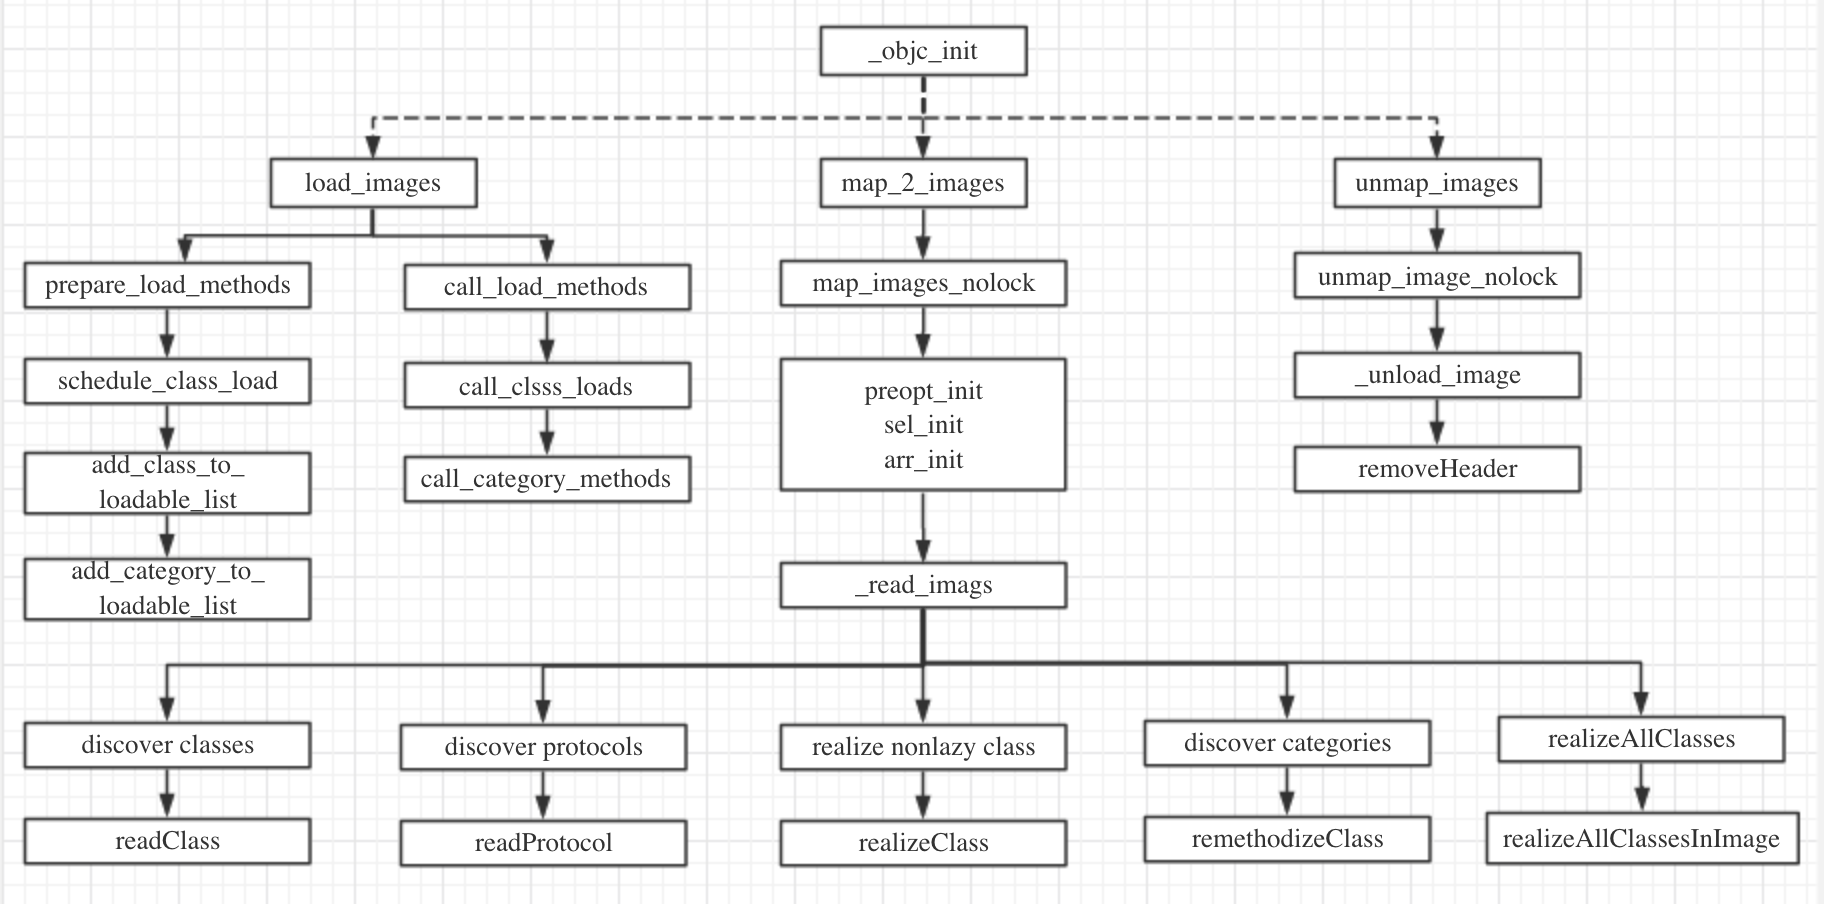 _objc_init
load_images
map_2_images
unmap_images
prepare_load_methods
call_load_methods
map_images_nolock
unmap_image_nolock
schedule_class_load
call_clsss_loads
preopt_init
sel_init
arr_init
_unload_image
add_class_to_
loadable_list
call_category_methods
removeHeader
add_category_to_
loadable_list
_read_imags
discover classes
discover protocols
realize nonlazy class
discover categories
realizeAllClasses
readClass
readProtocol
realizeClass
remethodizeClass
realizeAllClassesInImage